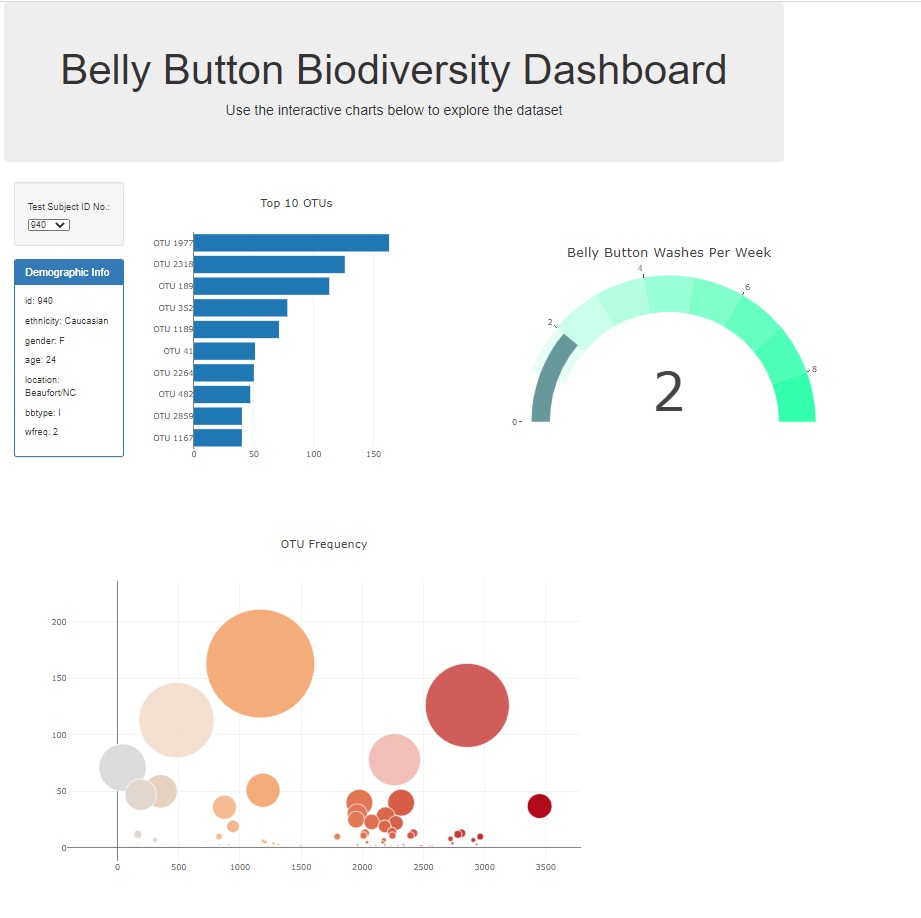 Belly Button Biodiversity Dashboard
Use the interactive charts below to explore the dataset
Test Subject ID No.:
940
Demographic Info
id: 940
ethnicity: Caucasian
gender: F
age: 24
location:
Beaufort/NC
bbtype: I
wfreq: 2
Top 10 OTUs
OTU 1977
OTU 2318
OTU 189
OTU 352
OTU 1189
OTU 41
OTU 2264
OTU 482
OTU 2859
OTU 1167
0 50 100 150
Belly Button Washes Per Week
0 2 4 6 8
2
OTU Frequency
200
150
100
50
0
0 500 1000 1500 2000 2500 3000 3500